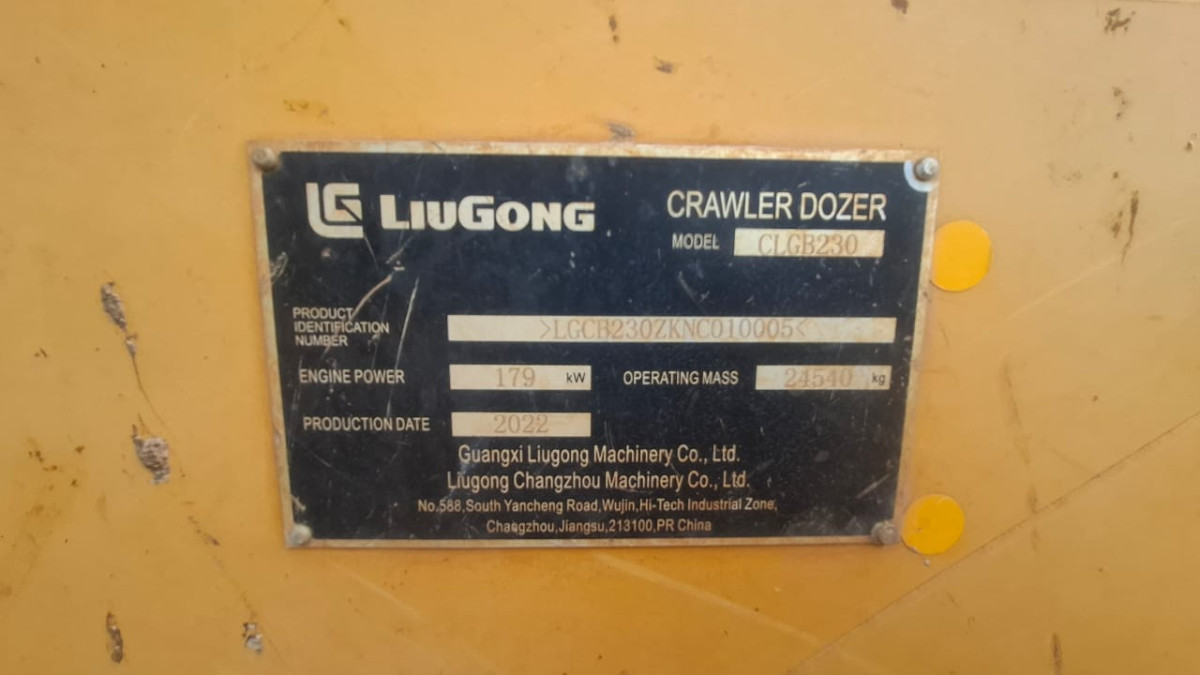 LG LIUGONG
CRAWLER DOZER
MODEL CLGB230
PRODUCT
IDENTIFICATION
NUMBER
>LGCB230ZKNC010005<
ENGINE POWER 179 kW OPERATING MASS 24540 kg
PRODUCTION DATE 2022
Guangxi Liugong Machinery Co., Ltd.
Liugong Changzhou Machinery Co., Ltd.
No.588,South Yancheng Road,Wujin,Hi-Tech Industrial Zone,
Changzhou,Jiangsu,213100,PR China